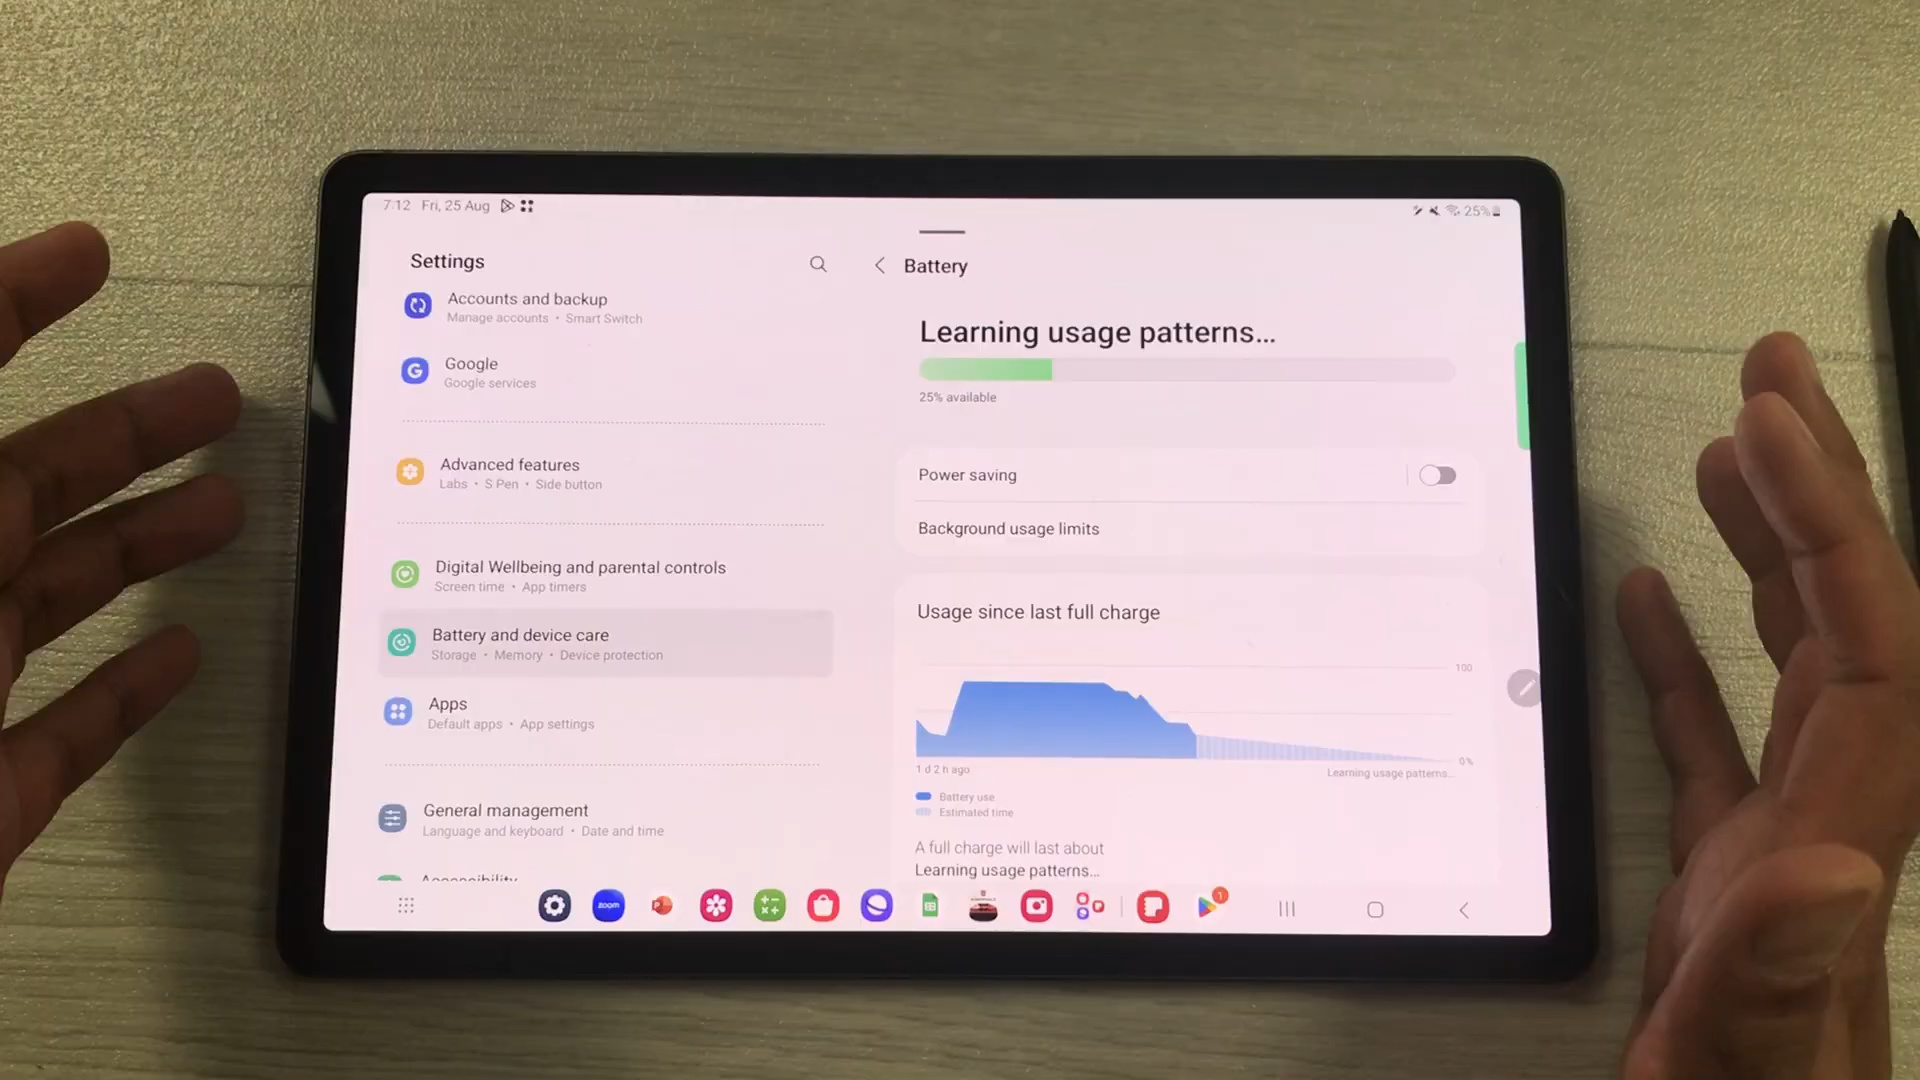 7:12 Fri, 25 Aug
25%
Settings
Accounts and backup
Manage accounts • Smart Switch
Google
Google services
Advanced features
Labs • S Pen • Side button
Digital Wellbeing and parental controls
Screen time • App timers
Battery and device care
Storage • Memory • Device protection
Apps
Default apps • App settings
General management
Language and keyboard • Date and time
Accessibility
Battery
Learning usage patterns...
25% available
Power saving
Background usage limits
Usage since last full charge
100
0%
1 d 2 h ago
Learning usage patterns...
Battery use
Estimated time
A full charge will last about
Learning usage patterns...
zoom
1